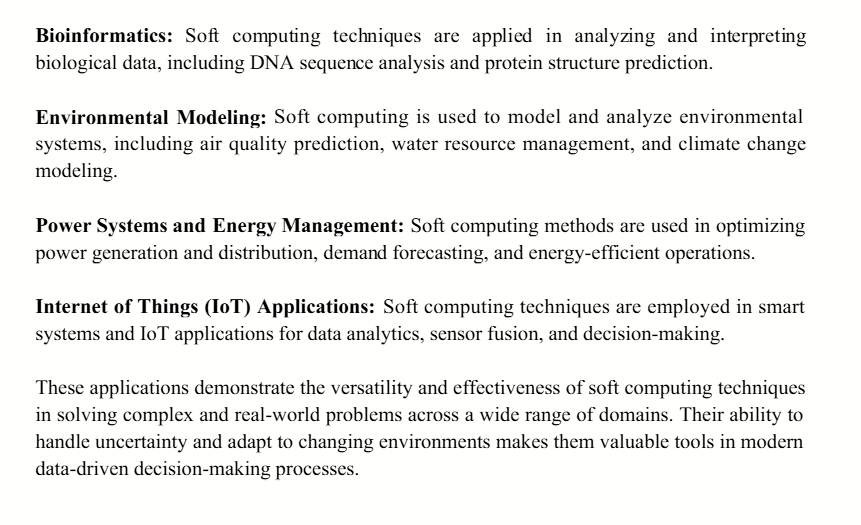 Bioinformatics: Soft computing techniques are applied in analyzing and interpreting
biological data, including DNA sequence analysis and protein structure prediction.
Environmental Modeling: Soft computing is used to model and analyze environmental
systems, including air quality prediction, water resource management, and climate change
modeling.
Power Systems and Energy Management: Soft computing methods are used in optimizing
power generation and distribution, demand forecasting, and energy-efficient operations.
Internet of Things (IoT) Applications: Soft computing techniques are employed in smart
systems and IoT applications for data analytics, sensor fusion, and decision-making.
These applications demonstrate the versatility and effectiveness of soft computing techniques
in solving complex and real-world problems across a wide range of domains. Their ability to
handle uncertainty and adapt to changing environments makes them valuable tools in modern
data-driven decision-making processes.